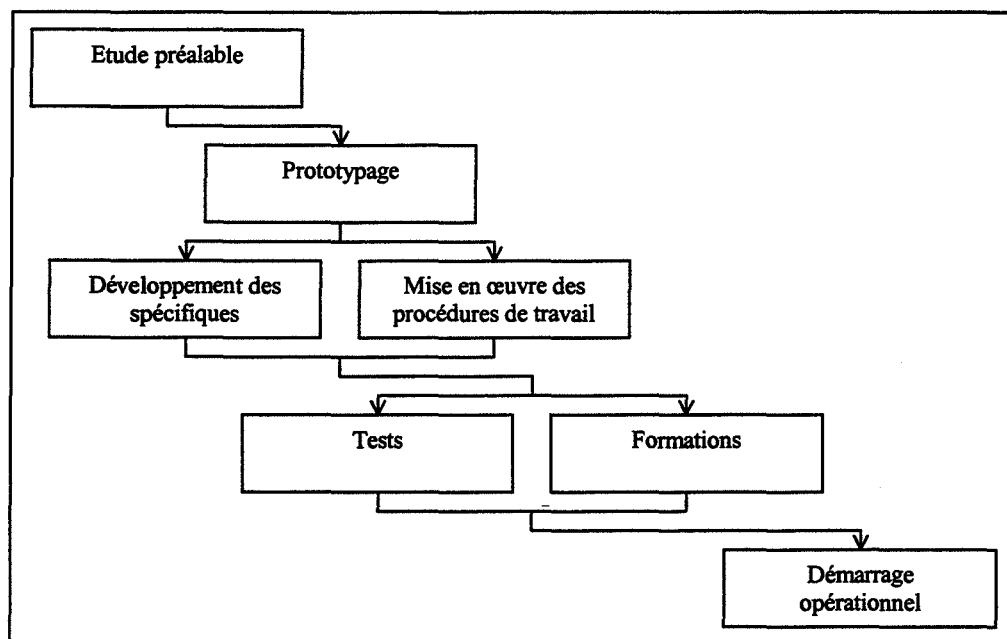 Etude préalable
Prototypage
Développement des
spécifiques
Mise en œuvre des
procédures de travail
Tests
Formations
Démarrage
opérationnel